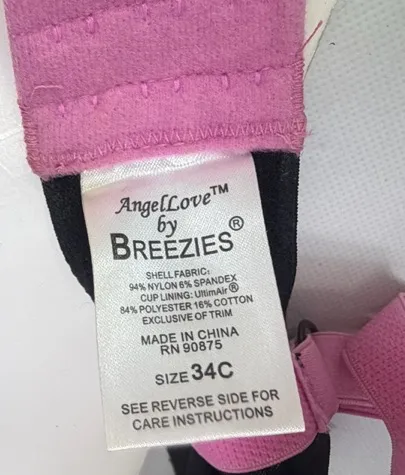 AngelLove™
by
BREEZIES®
SHELL FABRIC:
94% NYLON 6% SPANDEX
CUP LINING: UltimAir®
84% POLYESTER 16% COTTON
EXCLUSIVE OF TRIM
MADE IN CHINA
RN 90875
SIZE 34C
SEE REVERSE SIDE FOR
CARE INSTRUCTIONS